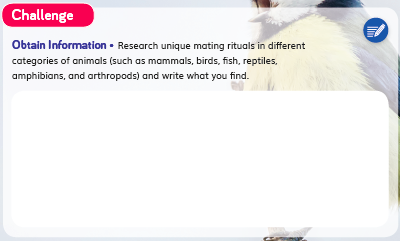 Challenge
Obtain Information • Research unique mating rituals in different
categories of animals (such as mammals, birds, fish, reptiles,
amphibians, and arthropods) and write what you find.